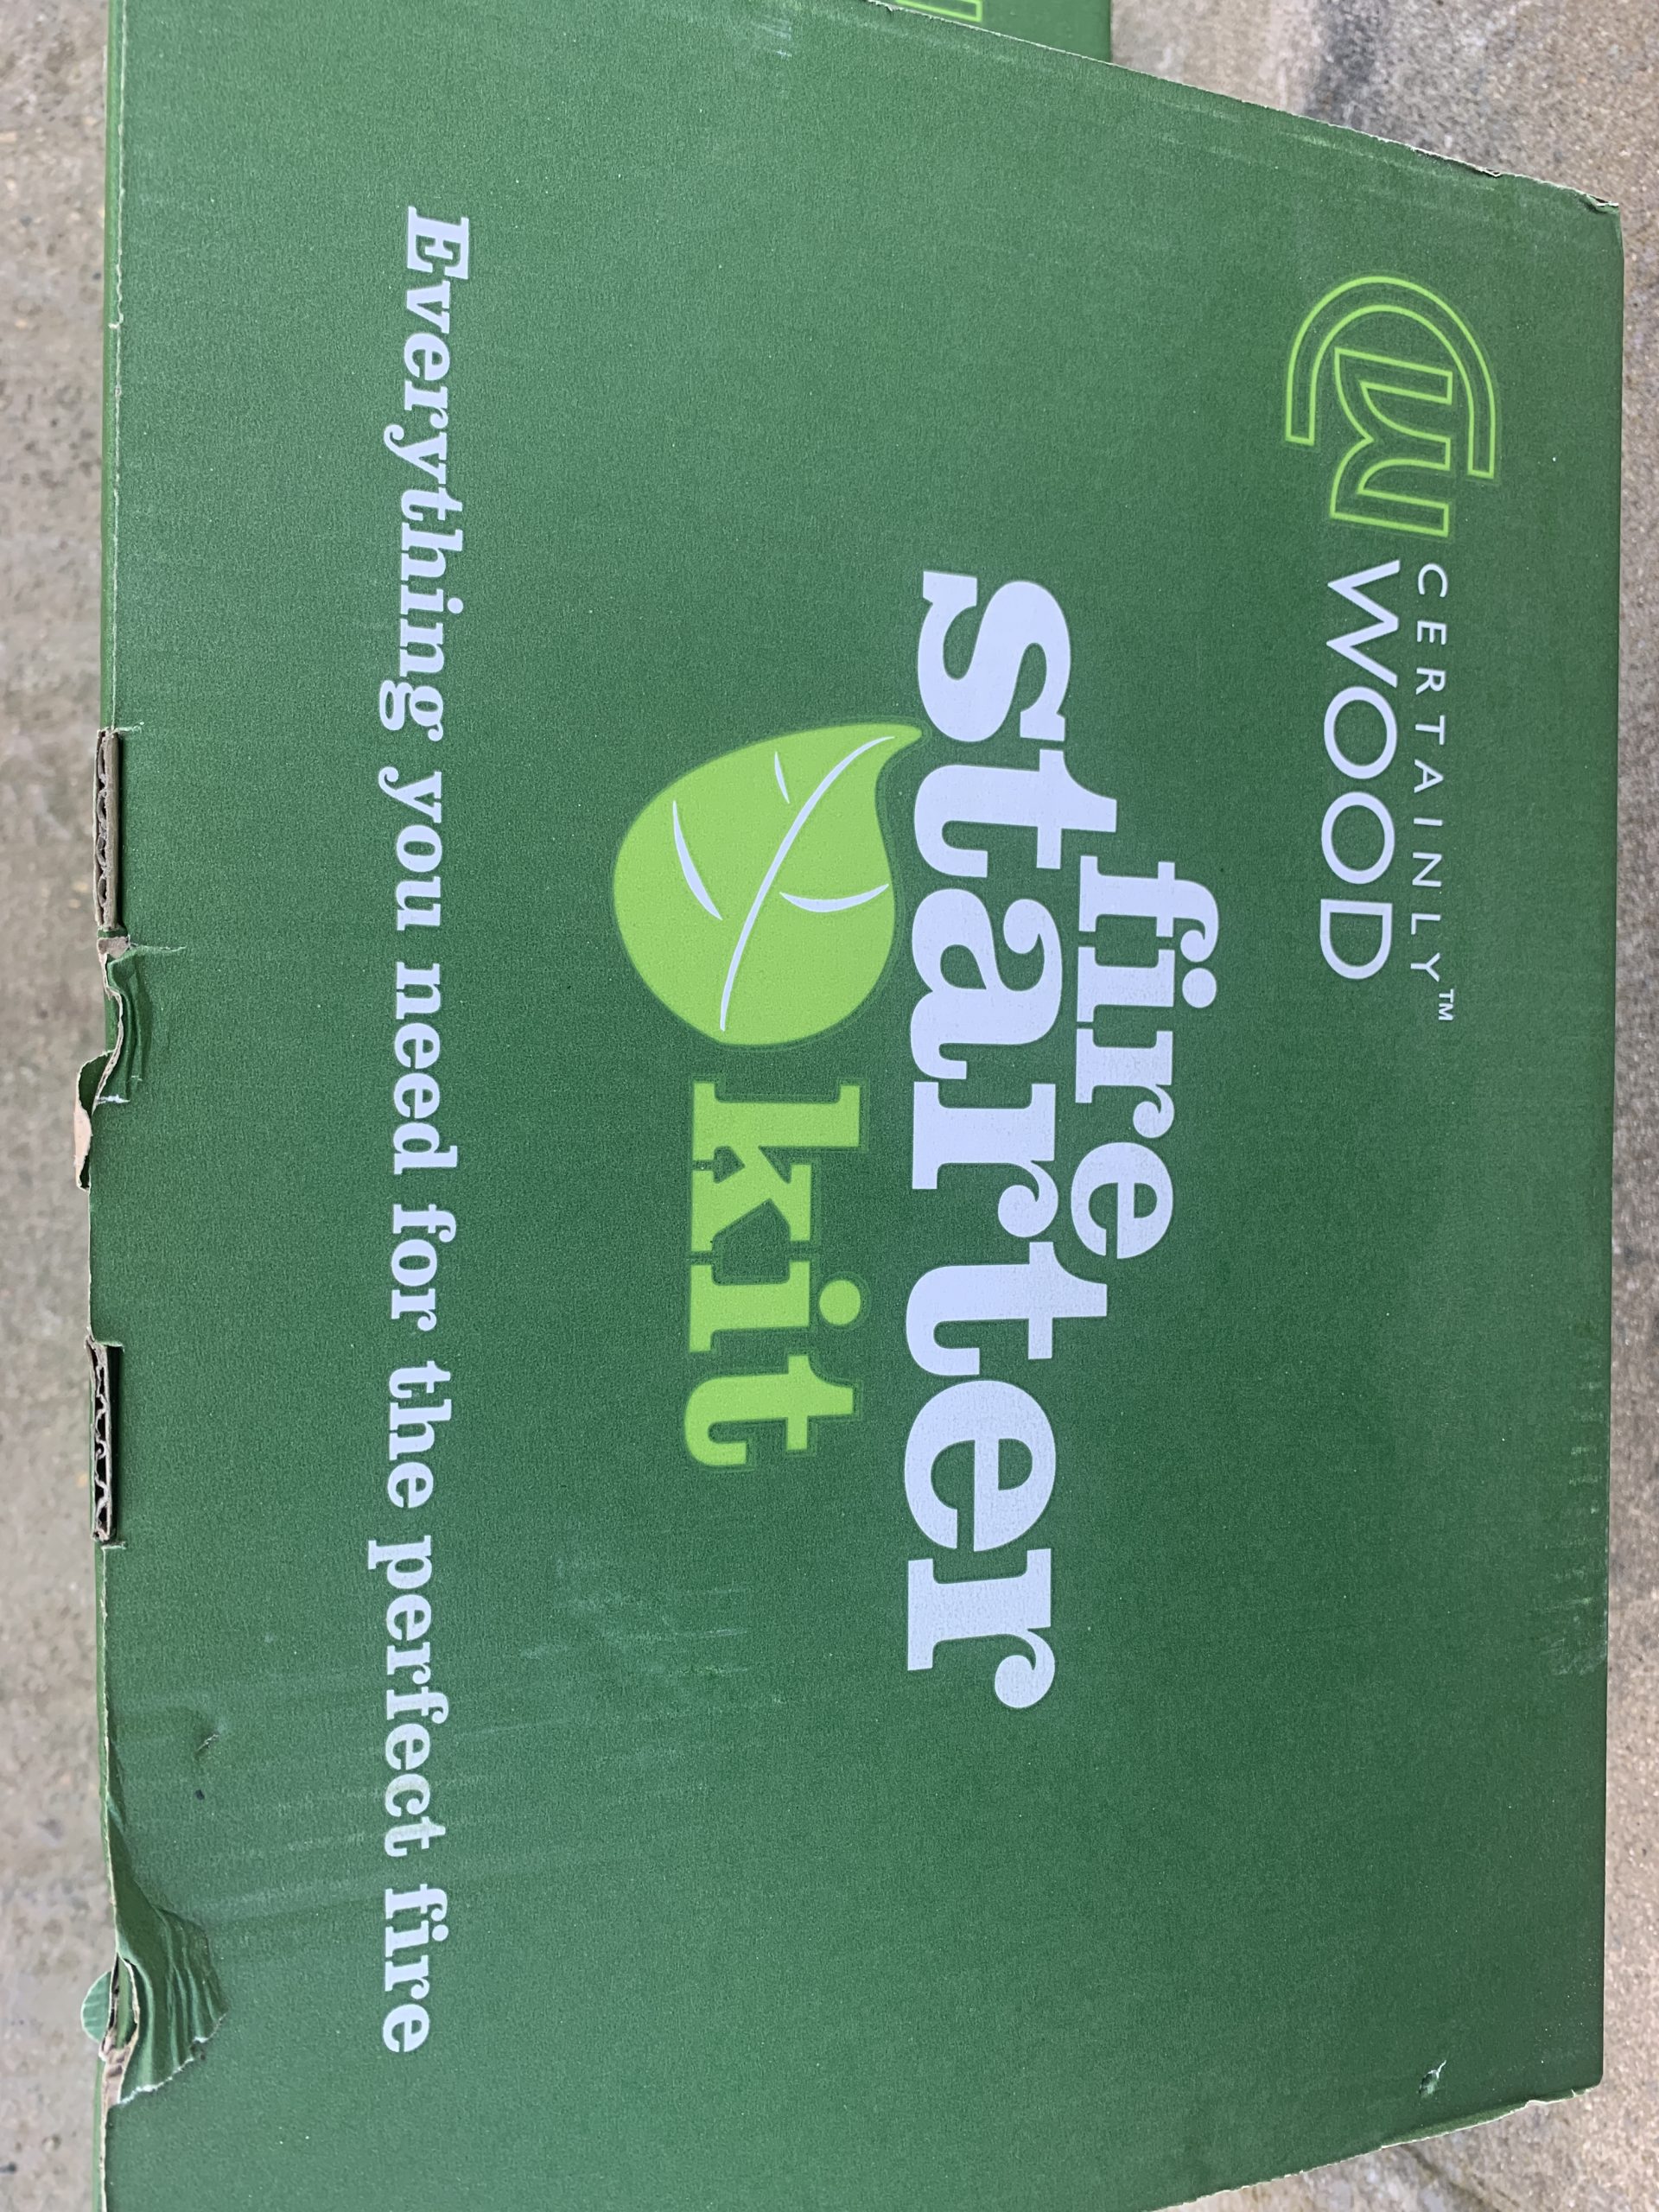 CERTAINLY™
WOOD
fire
starter
kit
Everything you need for the perfect fire